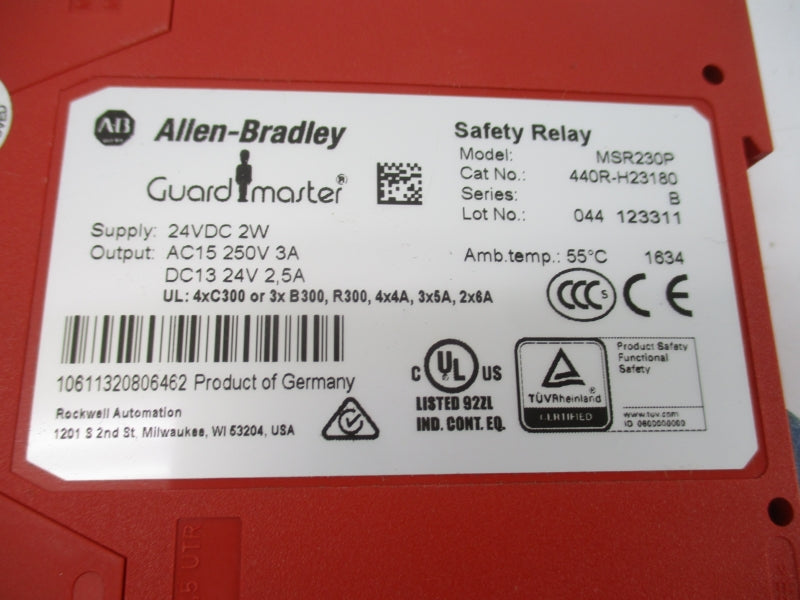 AB
Allen-Bradley
Guardmaster®
Safety Relay
Model: MSR230P
Cat No.: 440R-H23180
Series: B
Lot No.: 044 123311
Supply: 24VDC 2W
Output: AC15 250V 3A
DC13 24V 2,5A
Amb.temp.: 55°C 1634
UL: 4xC300 or 3x B300, R300, 4x4A, 3x5A, 2x6A
CCC S CE
10611320806462 Product of Germany
Rockwell Automation
1201 S 2nd St, Milwaukee, WI 53204, USA
C UL US
LISTED 92ZL
IND. CONT. EQ.
TÜVRheinland ®
CERTIFIED
Product Safety
Functional
Safety
www.tuv.com
ID 0600000000
UTR